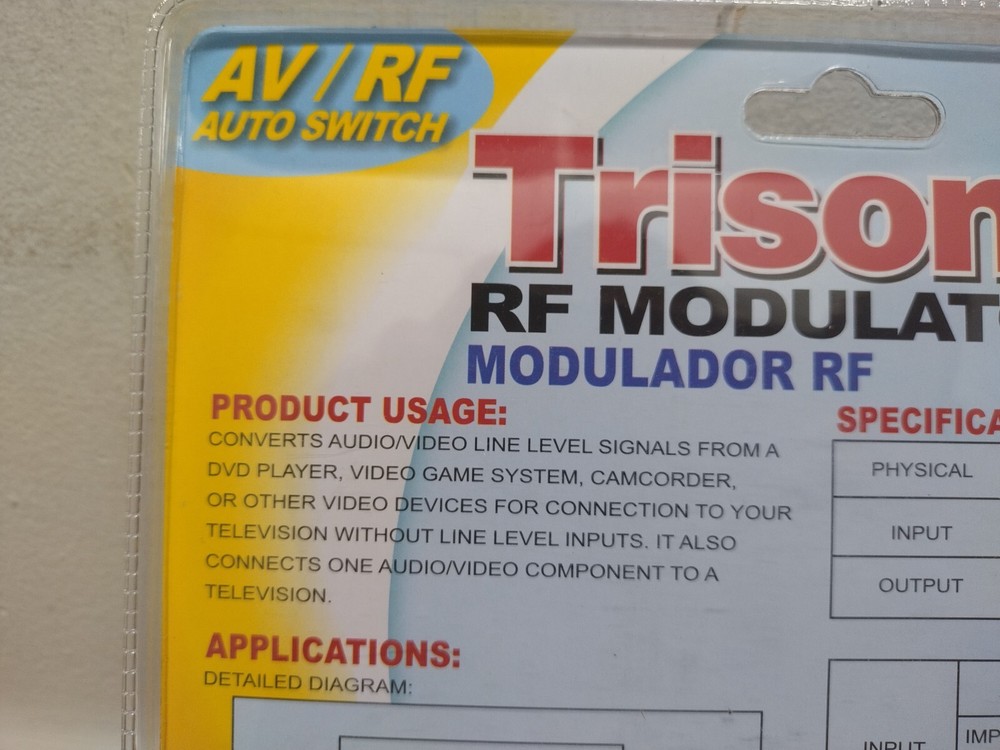 AV / RF
AUTO SWITCH
Trison
RF MODULAT
MODULADOR RF
PRODUCT USAGE:
CONVERTS AUDIO/VIDEO LINE LEVEL SIGNALS FROM A
DVD PLAYER, VIDEO GAME SYSTEM, CAMCORDER,
OR OTHER VIDEO DEVICES FOR CONNECTION TO YOUR
TELEVISION WITHOUT LINE LEVEL INPUTS. IT ALSO
CONNECTS ONE AUDIO/VIDEO COMPONENT TO A
TELEVISION.
APPLICATIONS:
DETAILED DIAGRAM:
SPECIFICA
PHYSICAL
INPUT
OUTPUT
INPUT
IMP